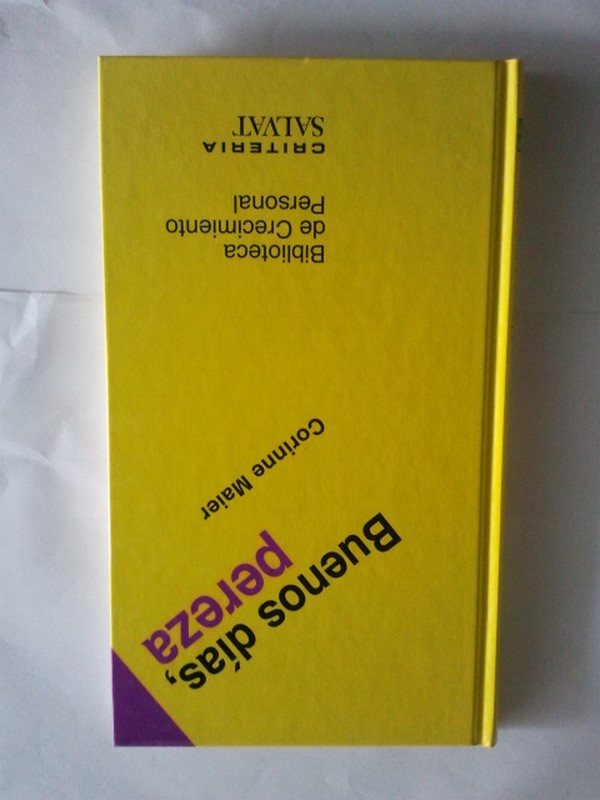 Buenos días,
pereza
Corinne Maier
Biblioteca
de Crecimiento
Personal
CRITERIA
SALVAT